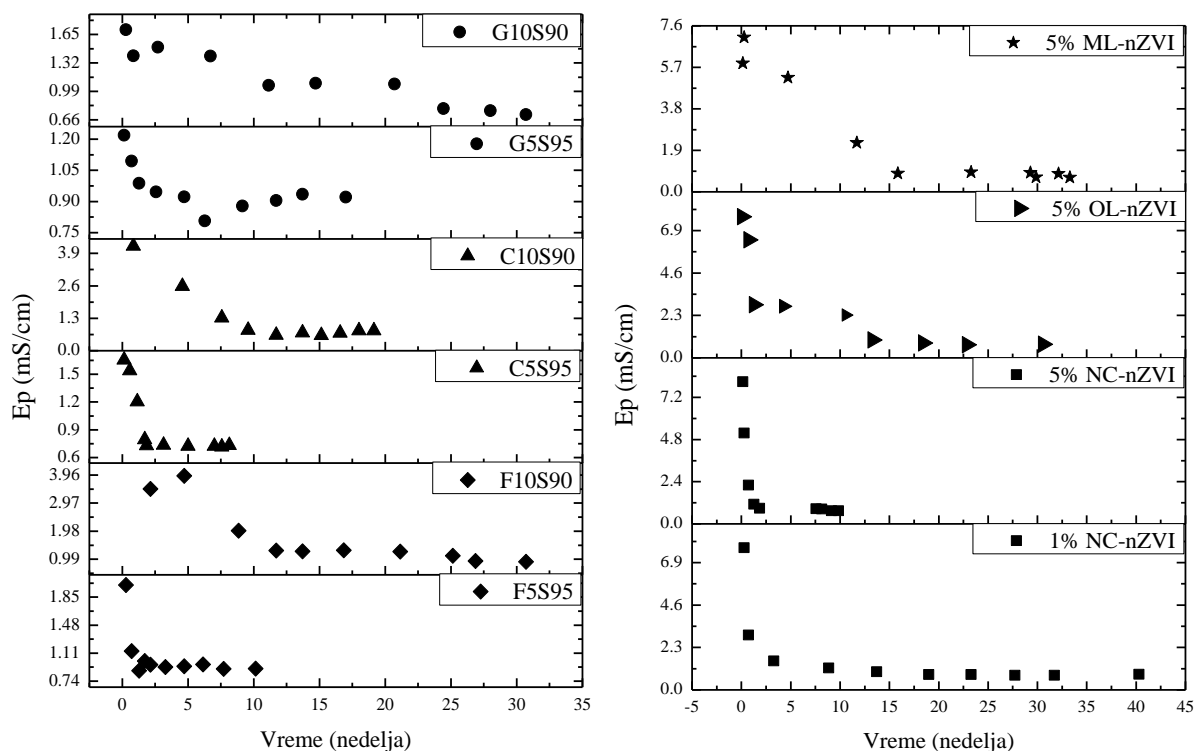 G10S90
1.65
1.32
0.99
0.66
G5S95
1.20
1.05
0.90
0.75
C10S90
3.9
2.6
1.3
0.0
C5S95
1.5
1.2
0.9
0.6
F10S90
3.96
2.97
1.98
0.99
F5S95
1.85
1.48
1.11
0.74
Ep (mS/cm)
0 5 10 15 20 25 30 35
Vreme (nedelja)
5% ML-nZVI
7.6
5.7
3.8
1.9
0.0
5% OL-nZVI
6.9
4.6
2.3
0.0
5% NC-nZVI
7.2
4.8
2.4
0.0
1% NC-nZVI
6.9
4.6
2.3
0.0
Ep (mS/cm)
-5 0 5 10 15 20 25 30 35 40 45
Vreme (nedelja)